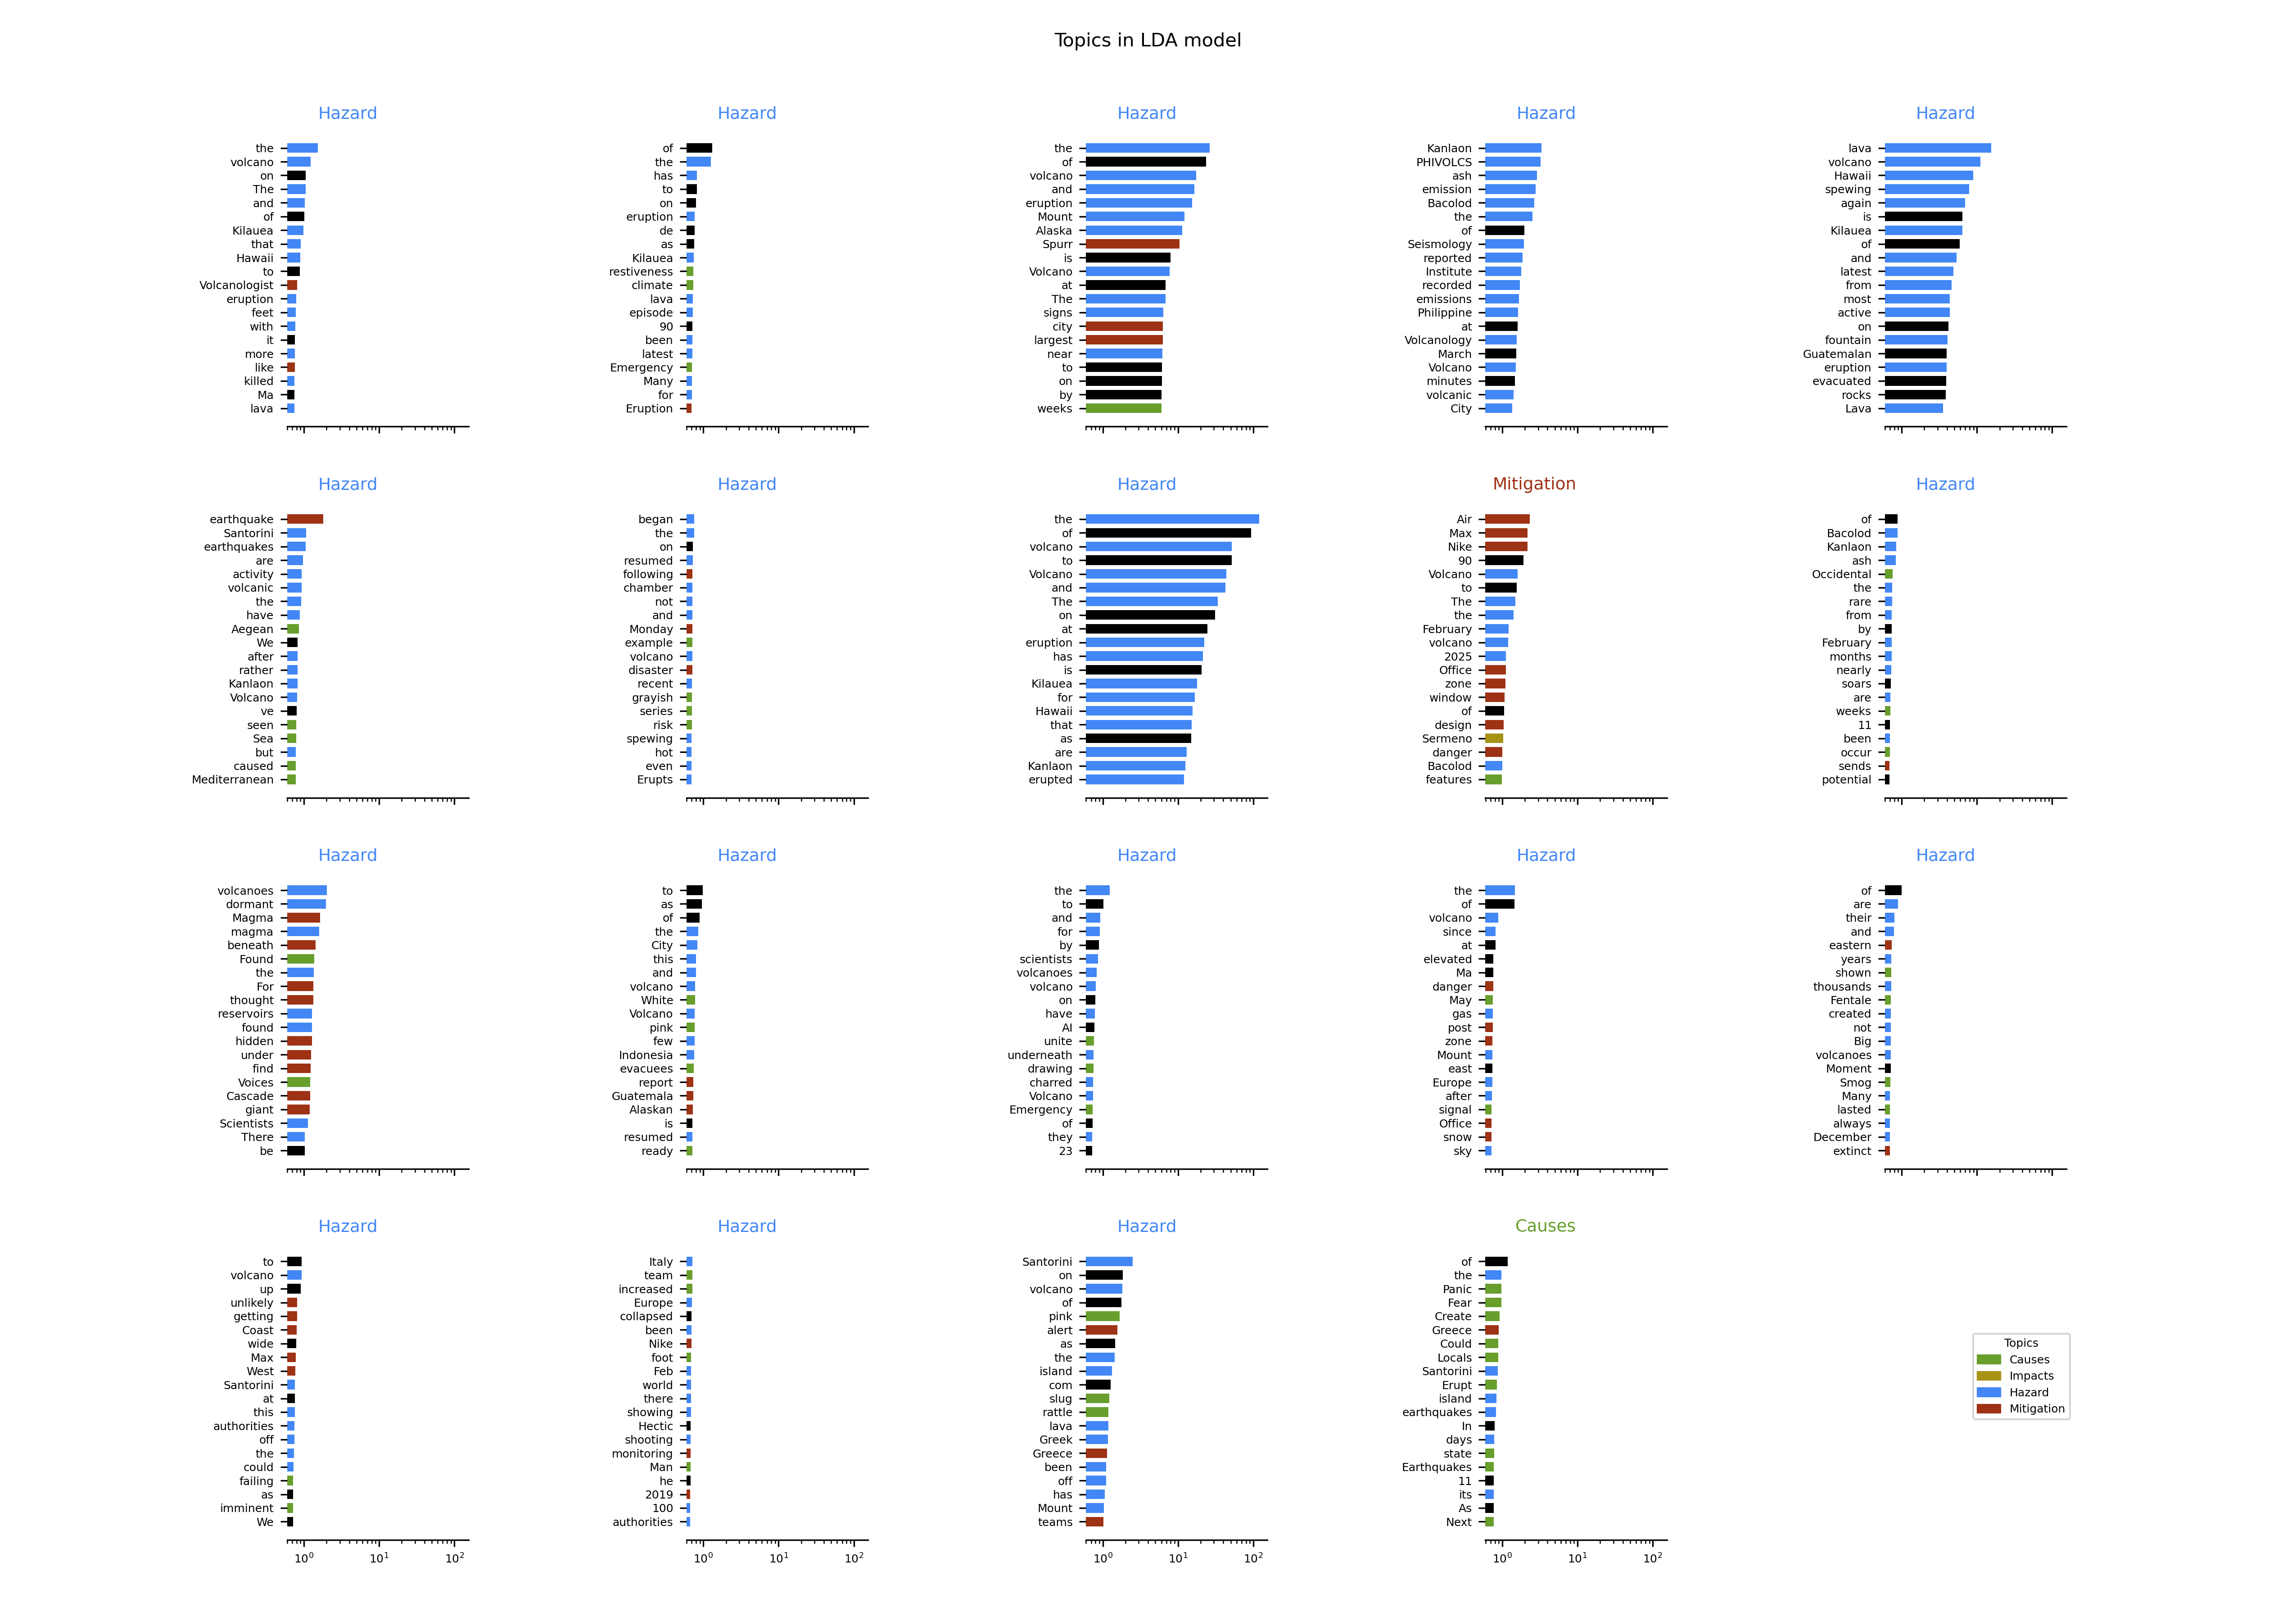 Topics in LDA model
Hazard
the
volcano
on
The
and
of
Kilauea
that
Hawaii
to
Volcanologist
eruption
feet
with
it
more
like
killed
Ma
lava
Hazard
of
the
has
to
on
eruption
de
as
Kilauea
restiveness
climate
lava
episode
90
been
latest
Emergency
Many
for
Eruption
Hazard
the
of
volcano
and
eruption
Mount
Alaska
Spurr
is
Volcano
at
The
signs
city
largest
near
to
on
by
weeks
Hazard
Kanlaon
PHIVOLCS
ash
emission
Bacolod
the
of
Seismology
reported
Institute
recorded
emissions
Philippine
at
Volcanology
March
Volcano
minutes
volcanic
City
Hazard
lava
volcano
Hawaii
spewing
again
is
Kilauea
of
and
latest
from
most
active
on
fountain
Guatemalan
eruption
evacuated
rocks
Lava
Hazard
earthquake
Santorini
earthquakes
are
activity
volcanic
the
have
Aegean
We
after
rather
Kanlaon
Volcano
ve
seen
Sea
but
caused
Mediterranean
Hazard
began
the
on
resumed
following
chamber
not
and
Monday
example
volcano
disaster
recent
grayish
series
risk
spewing
hot
even
Erupts
Hazard
the
of
volcano
to
Volcano
and
The
on
at
eruption
has
is
Kilauea
for
Hawaii
that
as
are
Kanlaon
erupted
Mitigation
Air
Max
Nike
90
Volcano
to
The
the
February
volcano
2025
Office
zone
window
of
design
Sermeno
danger
Bacolod
features
Hazard
of
Bacolod
Kanlaon
ash
Occidental
the
rare
from
by
February
months
nearly
soars
are
weeks
11
been
occur
sends
potential
Hazard
volcanoes
dormant
Magma
magma
beneath
Found
the
For
thought
reservoirs
found
hidden
under
find
Voices
Cascade
giant
Scientists
There
be
Hazard
to
as
of
the
City
this
and
volcano
White
Volcano
pink
few
Indonesia
evacuees
report
Guatemala
Alaskan
is
resumed
ready
Hazard
the
to
and
for
by
scientists
volcanoes
volcano
on
have
AI
unite
underneath
drawing
charred
Volcano
Emergency
of
they
23
Hazard
the
of
volcano
since
at
elevated
Ma
danger
May
gas
post
zone
Mount
east
Europe
after
signal
Office
snow
sky
Hazard
of
are
their
and
eastern
years
shown
thousands
Fentale
created
not
Big
volcanoes
Moment
Smog
Many
lasted
always
December
extinct
Hazard
to
volcano
up
unlikely
getting
Coast
wide
Max
West
Santorini
at
this
authorities
off
the
could
failing
as
imminent
We
10⁰ 10¹ 10²
Hazard
Italy
team
increased
Europe
collapsed
been
Nike
foot
Feb
world
there
showing
Hectic
shooting
monitoring
Man
he
2019
100
authorities
10⁰ 10¹ 10²
Hazard
Santorini
on
volcano
of
pink
alert
as
the
island
com
slug
rattle
lava
Greek
Greece
been
off
has
Mount
teams
10⁰ 10¹ 10²
Causes
of
the
Panic
Fear
Create
Greece
Could
Locals
Santorini
Erupt
island
earthquakes
In
days
state
Earthquakes
11
its
As
Next
10⁰ 10¹ 10²
Topics
Causes
Impacts
Hazard
Mitigation